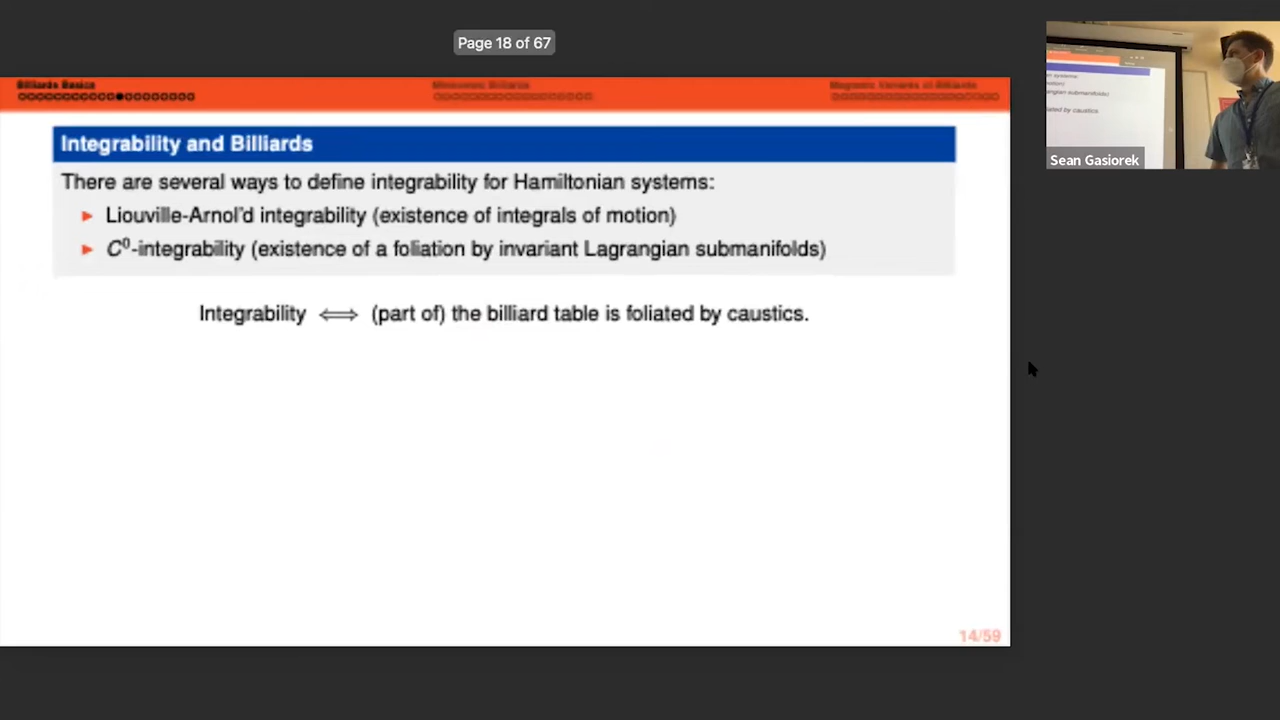 Page 18 of 67
Billiards Basics
Integrability and Billiards
There are several ways to define integrability for Hamiltonian systems:
► Liouville-Arnol'd integrability (existence of integrals of motion)
► C⁰-integrability (existence of a foliation by invariant Lagrangian submanifolds)
Integrability ⟺ (part of) the billiard table is foliated by caustics.
14/59
Sean Gasiorek